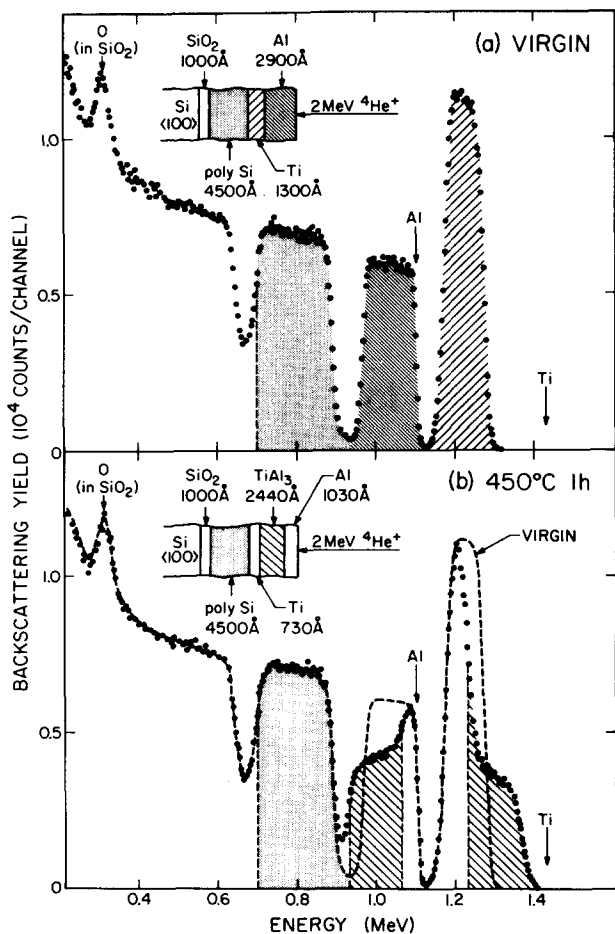 BACKSCATTERING YIELD (10⁴ COUNTS/CHANNEL)
(a) VIRGIN
O
(in SiO₂)
SiO₂
1000Å
Al
2900Å
Si
⟨100⟩
2MeV ⁴He⁺
poly Si
4500Å
Ti
1300Å
Al
Ti
1.0
0.5
0
(b) 450°C 1h
O
(in SiO₂)
SiO₂
1000Å
TiAl₃
2440Å
Al
1030Å
Si
⟨100⟩
2MeV ⁴He⁺
poly Si
4500Å
Ti
730Å
VIRGIN
Al
Ti
1.0
0.5
0
0.4 0.6 0.8 1.0 1.2 1.4
ENERGY (MeV)